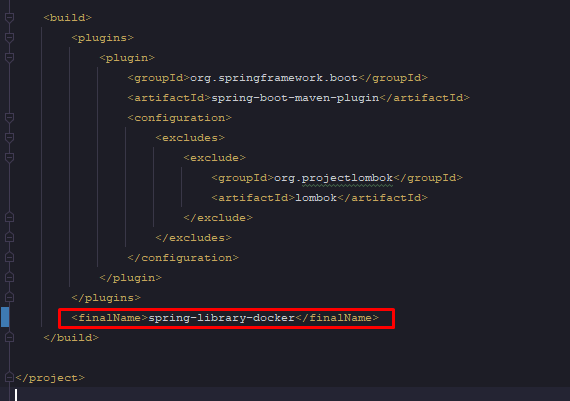 <build>
<plugins>
<plugin>
<groupId>org.springframework.boot</groupId>
<artifactId>spring-boot-maven-plugin</artifactId>
<configuration>
<excludes>
<exclude>
<groupId>org.projectlombok</groupId>
<artifactId>lombok</artifactId>
</exclude>
</excludes>
</configuration>
</plugin>
</plugins>
<finalName>spring-library-docker</finalName>
</build>
</project>